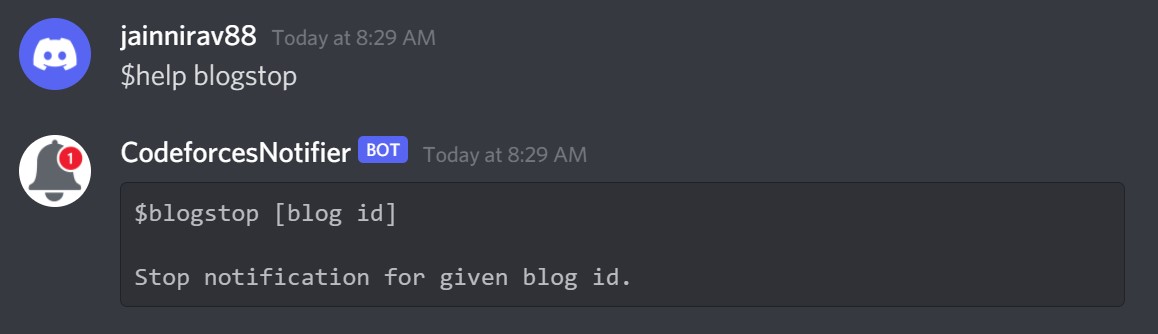 jainnirav88 Today at 8:29 AM
$help blogstop
1
CodeforcesNotifier BOT Today at 8:29 AM
$blogstop [blog id]
Stop notification for given blog id.